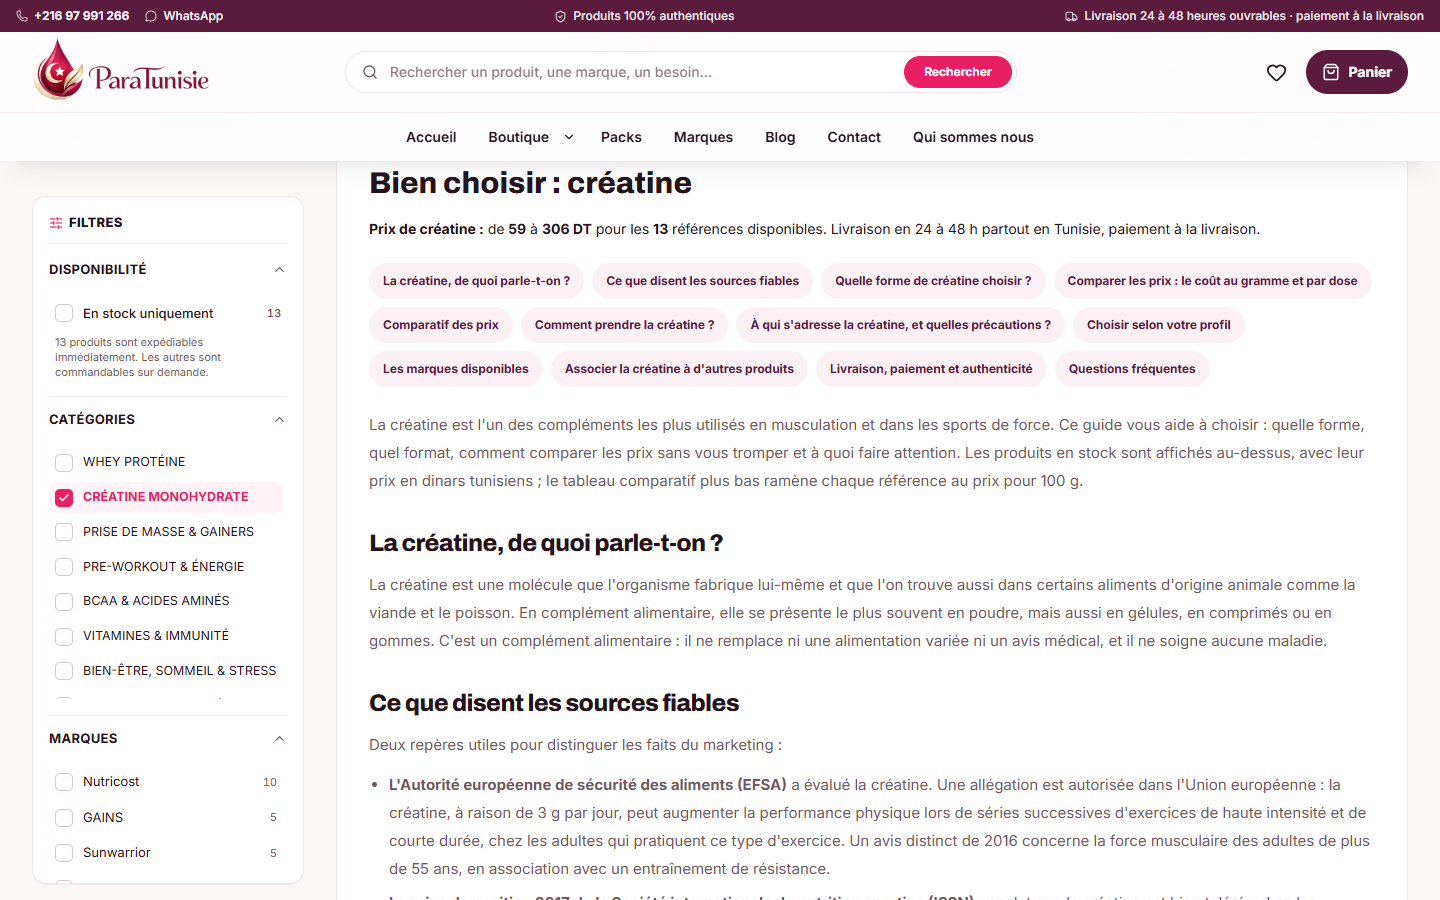 +216 97 991 266
WhatsApp
Produits 100% authentiques
Livraison 24 à 48 heures ouvrables · paiement à la livraison
ParaTunisie
Rechercher un produit, une marque, un besoin...
Rechercher
Panier
Accueil
Boutique
Packs
Marques
Blog
Contact
Qui sommes nous
FILTRES
DISPONIBILITÉ
En stock uniquement 13
13 produits sont expédiables
immédiatement. Les autres sont
commandables sur demande.
CATÉGORIES
WHEY PROTÉINE
CRÉATINE MONOHYDRATE
PRISE DE MASSE & GAINERS
PRE-WORKOUT & ÉNERGIE
BCAA & ACIDES AMINÉS
VITAMINES & IMMUNITÉ
BIEN-ÊTRE, SOMMEIL & STRESS
MARQUES
Nutricost 10
GAINS 5
Sunwarrior 5
Bien choisir : créatine
Prix de créatine : de 59 à 306 DT pour les 13 références disponibles. Livraison en 24 à 48 h partout en Tunisie, paiement à la livraison.
La créatine, de quoi parle-t-on ?
Ce que disent les sources fiables
Quelle forme de créatine choisir ?
Comparer les prix : le coût au gramme et par dose
Comparatif des prix
Comment prendre la créatine ?
À qui s'adresse la créatine, et quelles précautions ?
Choisir selon votre profil
Les marques disponibles
Associer la créatine à d'autres produits
Livraison, paiement et authenticité
Questions fréquentes
La créatine est l'un des compléments les plus utilisés en musculation et dans les sports de force. Ce guide vous aide à choisir : quelle forme,
quel format, comment comparer les prix sans vous tromper et à quoi faire attention. Les produits en stock sont affichés au-dessus, avec leur
prix en dinars tunisiens ; le tableau comparatif plus bas ramène chaque référence au prix pour 100 g.
La créatine, de quoi parle-t-on ?
La créatine est une molécule que l'organisme fabrique lui-même et que l'on trouve aussi dans certains aliments d'origine animale comme la
viande et le poisson. En complément alimentaire, elle se présente le plus souvent en poudre, mais aussi en gélules, en comprimés ou en
gommes. C'est un complément alimentaire : il ne remplace ni une alimentation variée ni un avis médical, et il ne soigne aucune maladie.
Ce que disent les sources fiables
Deux repères utiles pour distinguer les faits du marketing :
• L'Autorité européenne de sécurité des aliments (EFSA) a évalué la créatine. Une allégation est autorisée dans l'Union européenne : la
créatine, à raison de 3 g par jour, peut augmenter la performance physique lors de séries successives d'exercices de haute intensité et de
courte durée, chez les adultes qui pratiquent ce type d'exercice. Un avis distinct de 2016 concerne la force musculaire des adultes de plus
de 55 ans, en association avec un entraînement de résistance.